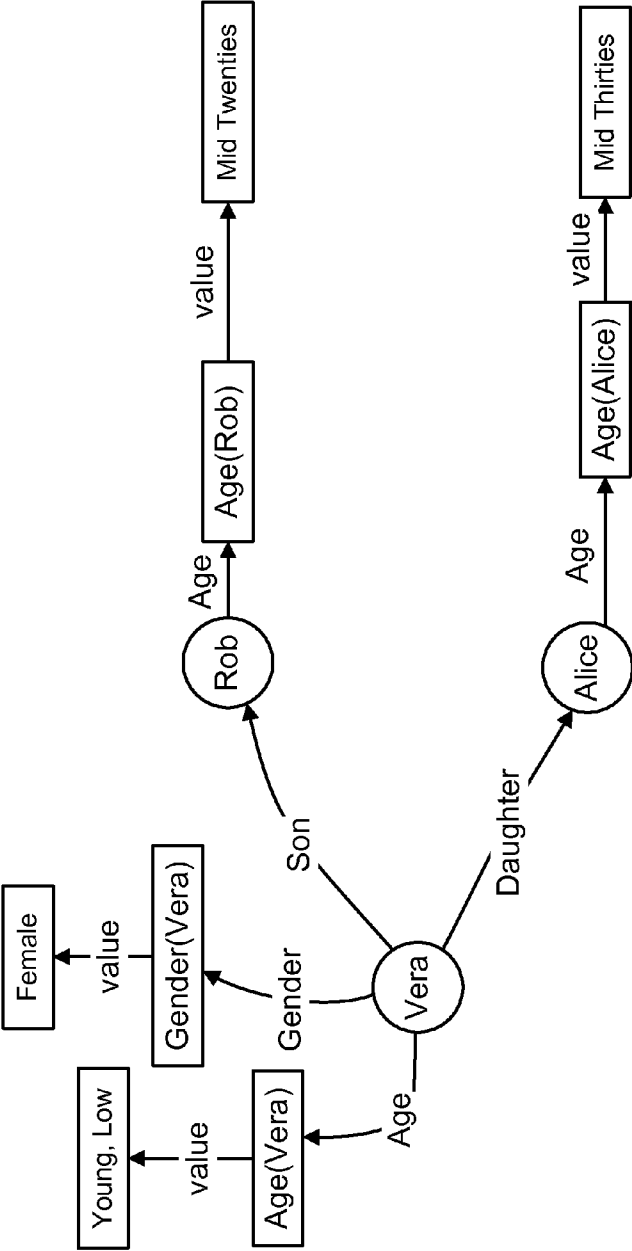 Young, Low
value
Age(Vera)
Age
Female
value
Gender(Vera)
Gender
Vera
Son
Rob
Age
Age(Rob)
value
Mid Twenties
Daughter
Alice
Age
Age(Alice)
value
Mid Thirties